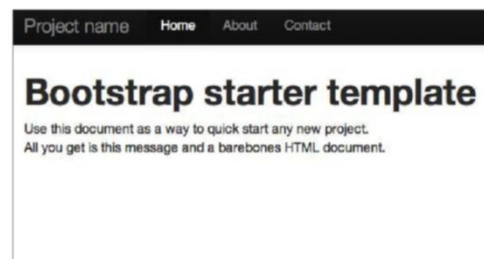 Project name Home About Contact
Bootstrap starter template
Use this document as a way to quick start any new project.
All you get is this message and a barebones HTML document.